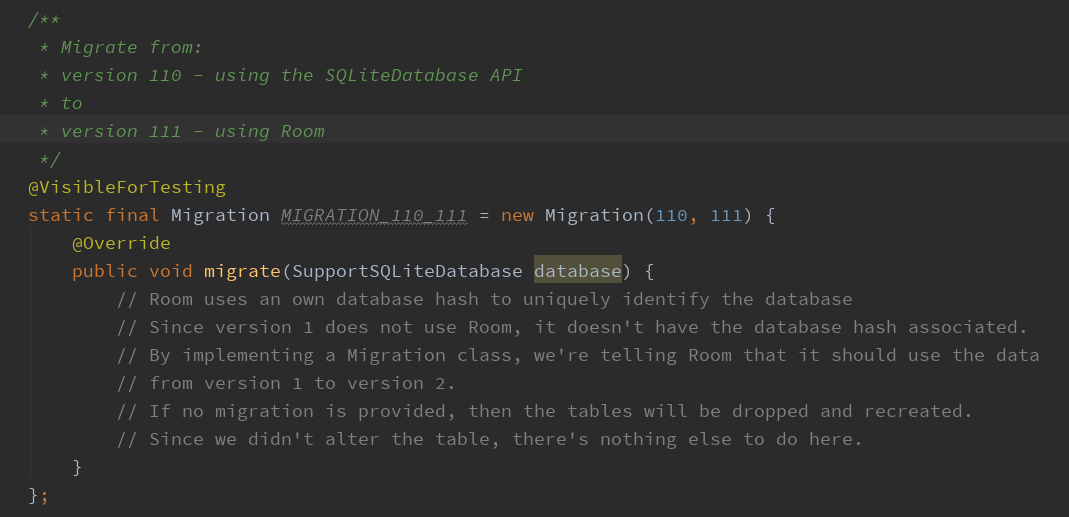 /**
 * Migrate from:
 * version 110 - using the SQLiteDatabase API
 * to
 * version 111 - using Room
 */
@VisibleForTesting
static final Migration MIGRATION_110_111 = new Migration(110, 111) {
    @Override
    public void migrate(SupportSQLiteDatabase database) {
        // Room uses an own database hash to uniquely identify the database
        // Since version 1 does not use Room, it doesn't have the database hash associated.
        // By implementing a Migration class, we're telling Room that it should use the data
        // from version 1 to version 2.
        // If no migration is provided, then the tables will be dropped and recreated.
        // Since we didn't alter the table, there's nothing else to do here.
    }
};